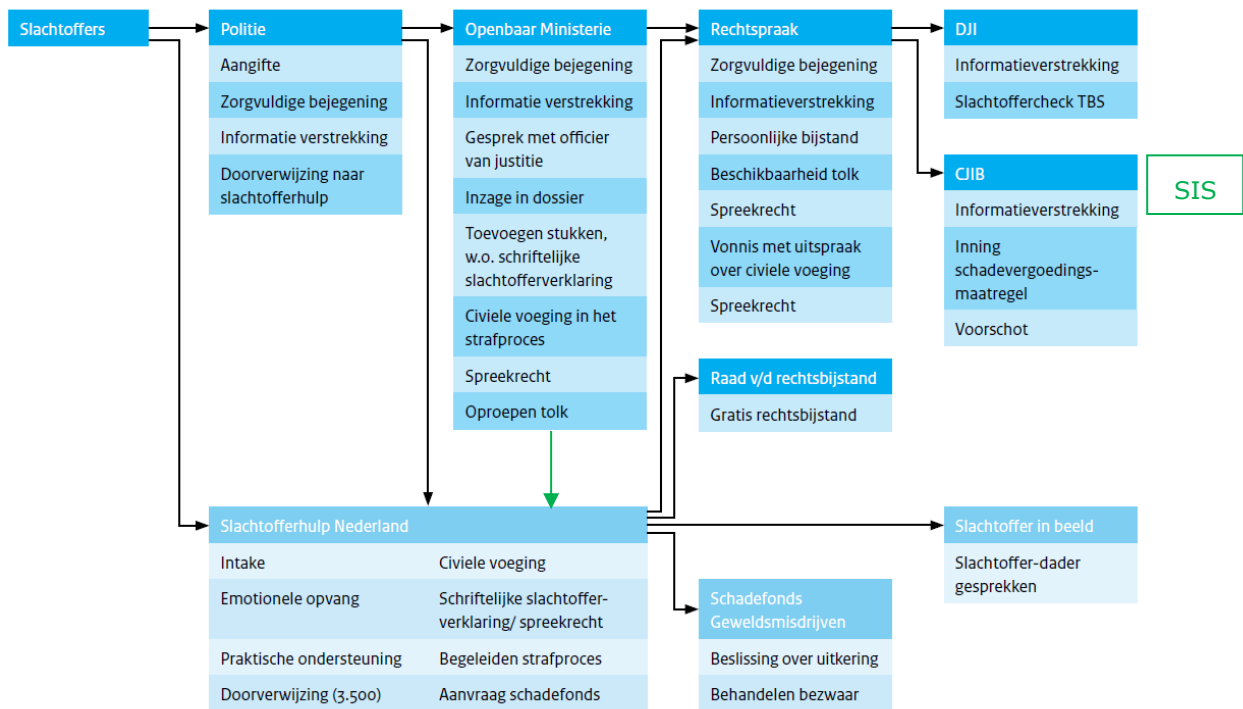 Slachtoffers
Politie
Aangifte
Zorgvuldige bejegening
Informatie verstrekking
Doorverwijzing naar
slachtofferhulp
Openbaar Ministerie
Zorgvuldige bejegening
Informatie verstrekking
Gesprek met officier
van justitie
Inzage in dossier
Toevoegen stukken,
w.o. schriftelijke
slachtofferverklaring
Civiele voeging in het
strafproces
Spreekrecht
Oproepen tolk
Rechtspraak
Zorgvuldige bejegening
Informatieverstrekking
Persoonlijke bijstand
Beschikbaarheid tolk
Spreekrecht
Vonnis met uitspraak
over civiele voeging
Spreekrecht
DJI
Informatieverstrekking
Slachtoffercheck TBS
CJIB
Informatieverstrekking
Inning
schadevergoedings-
maatregel
Voorschot
SIS
Raad v/d rechtsbijstand
Gratis rechtsbijstand
Slachtofferhulp Nederland
Intake
Emotionele opvang
Praktische ondersteuning
Doorverwijzing (3.500)
Civiele voeging
Schriftelijke slachtoffer-
verklaring/ spreekrecht
Begeleiden strafproces
Aanvraag schadefonds
Schadefonds
Geweldsmisdrijven
Beslissing over uitkering
Behandelen bezwaar
Slachtoffer in beeld
Slachtoffer-dader
gesprekken